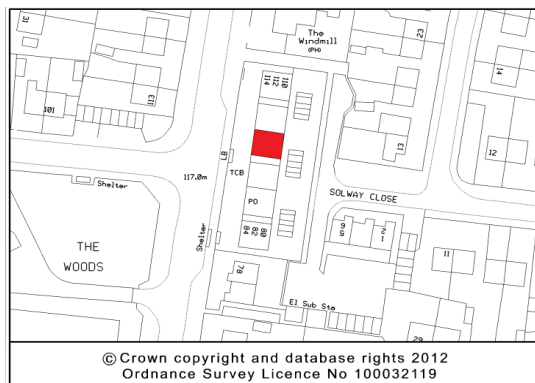 31
The
Windmill
(PH)
23
14
101
113
110
112
114
13
12
LB
TCB
117.0m
Shelter
SOLWAY CLOSE
PO
THE
WOODS
Shelter
80
82
84
2
1
11
78
El Sub Sta
29
© Crown copyright and database rights 2012
Ordnance Survey Licence No 100032119